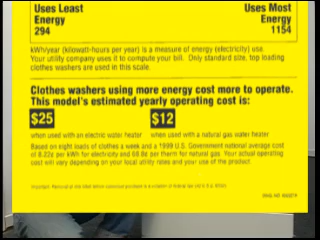 Uses Least Uses Most
Energy Energy
294 1154
kWh/year (kilowatt-hours per year) is a measure of energy (electricity) use.
Your utility company uses it to compute your bill. Only standard size, top loading
clothes washers are used in this scale.
Clothes washers using more energy cost more to operate.
This model's estimated yearly operating cost is:
$25 $12
when used with an electric water heater when used with a natural gas water heater
Based on eight loads of clothes a week and a 1999 U.S. Government national average cost
of 8.22¢ per kWh for electricity and 68.8¢ per therm for natural gas. Your actual operating
cost will vary depending on your local utility rates and your use of the product.